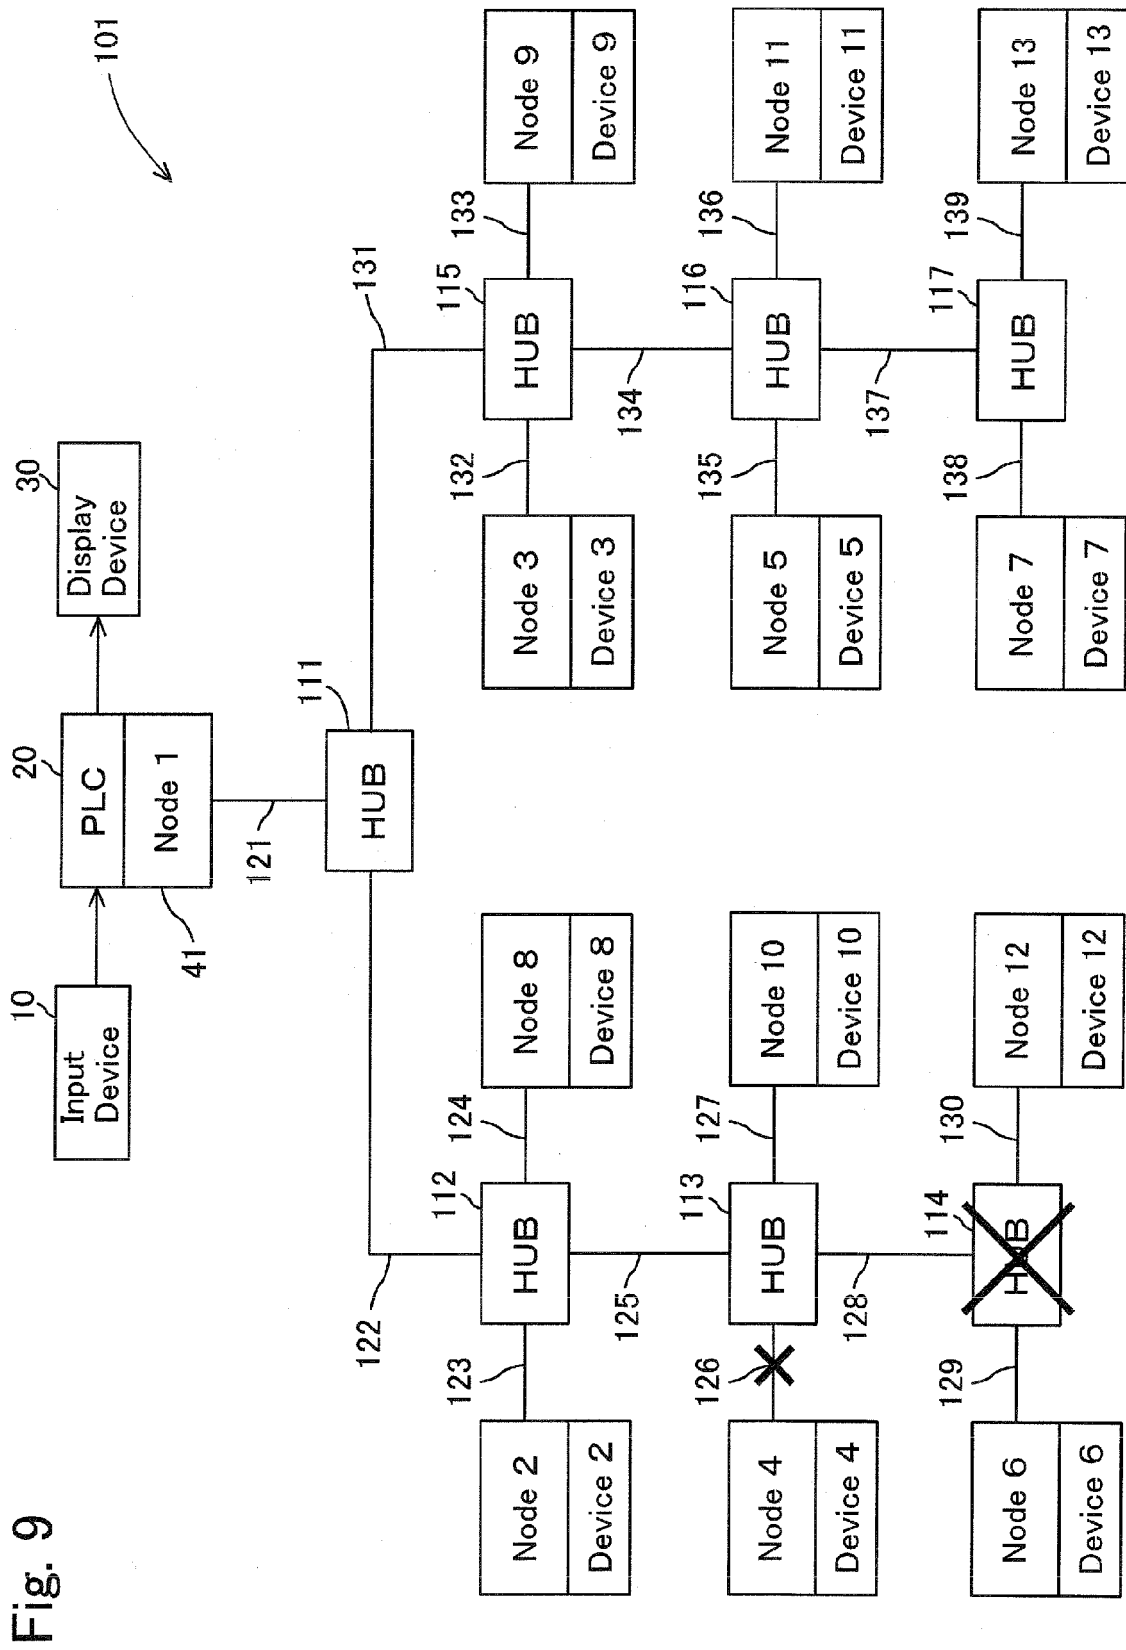 Fig. 9
101
10
Input
Device
20
PLC
Node 1
41
30
Display
Device
121
111
HUB
122
131
112
HUB
123
124
Node 2
Device 2
Node 8
Device 8
125
113
HUB
126
127
Node 4
Device 4
Node 10
Device 10
128
114
HUB
129
130
Node 6
Device 6
Node 12
Device 12
115
HUB
132
133
Node 3
Device 3
Node 9
Device 9
134
116
HUB
135
136
Node 5
Device 5
Node 11
Device 11
137
117
HUB
138
139
Node 7
Device 7
Node 13
Device 13